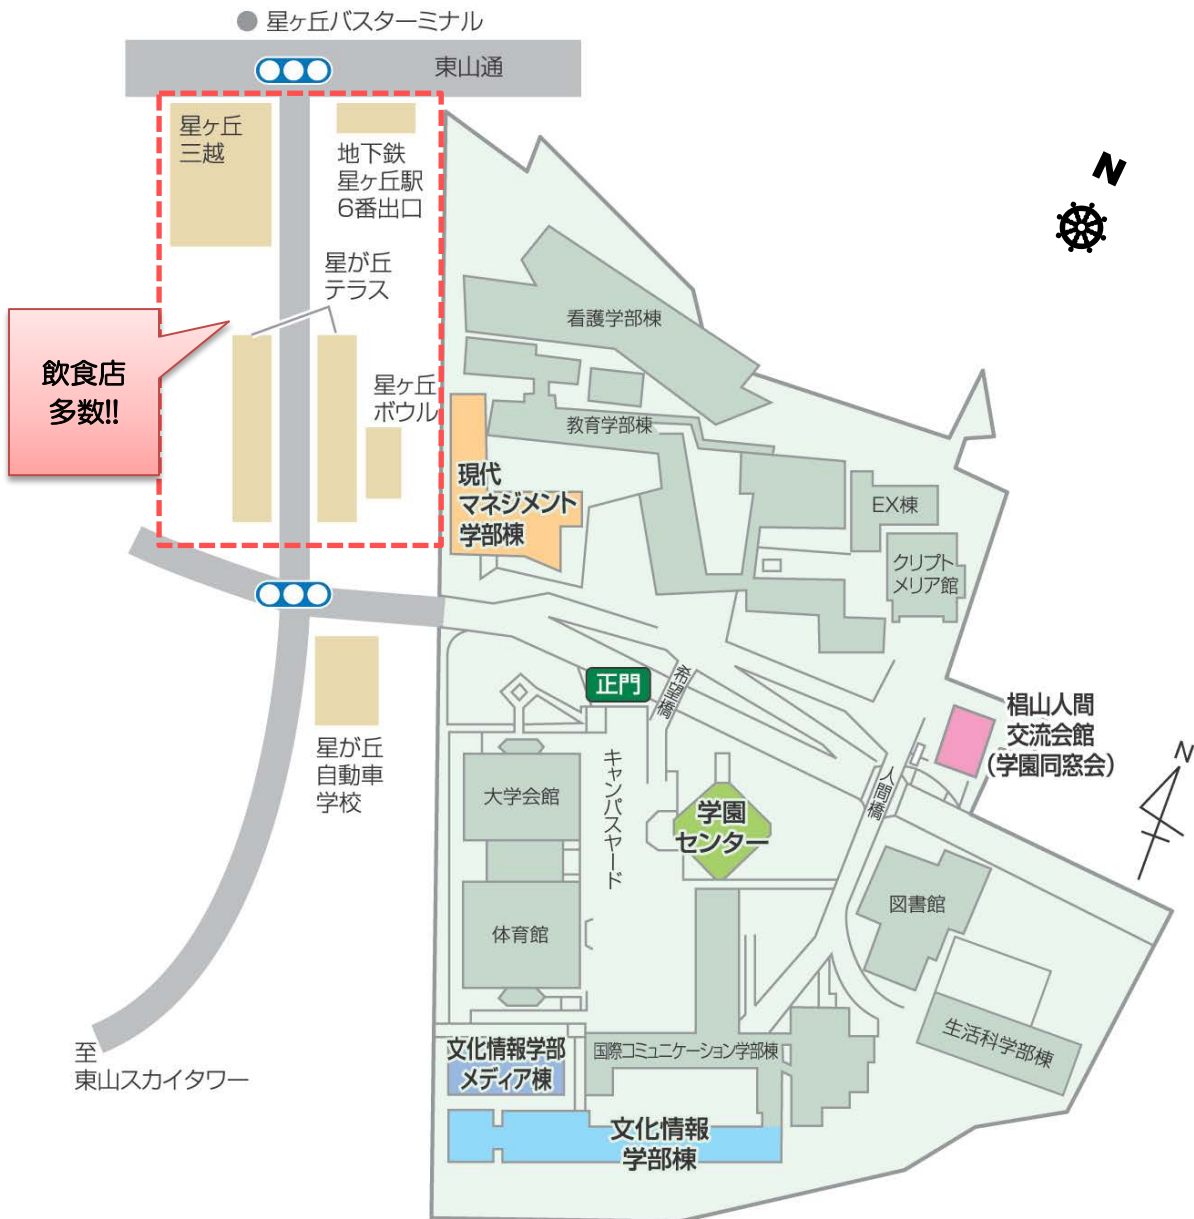 星ヶ丘バスターミナル
東山通
星ヶ丘
三越
地下鉄
星ヶ丘駅
6番出口
N
星が丘
テラス
飲食店
多数!!
星ヶ丘
ボウル
看護学部棟
教育学部棟
現代
マネジメント
学部棟
EX棟
クリプト
メリア館
正門
希望橋
椙山人間
交流会館
(学園同窓会)
N
星が丘
自動車
学校
大学会館
キャンパスヤード
学園
センター
人間橋
図書館
体育館
生活科学部棟
至
東山スカイタワー
文化情報学部
メディア棟
国際コミュニケーション学部棟
文化情報
学部棟